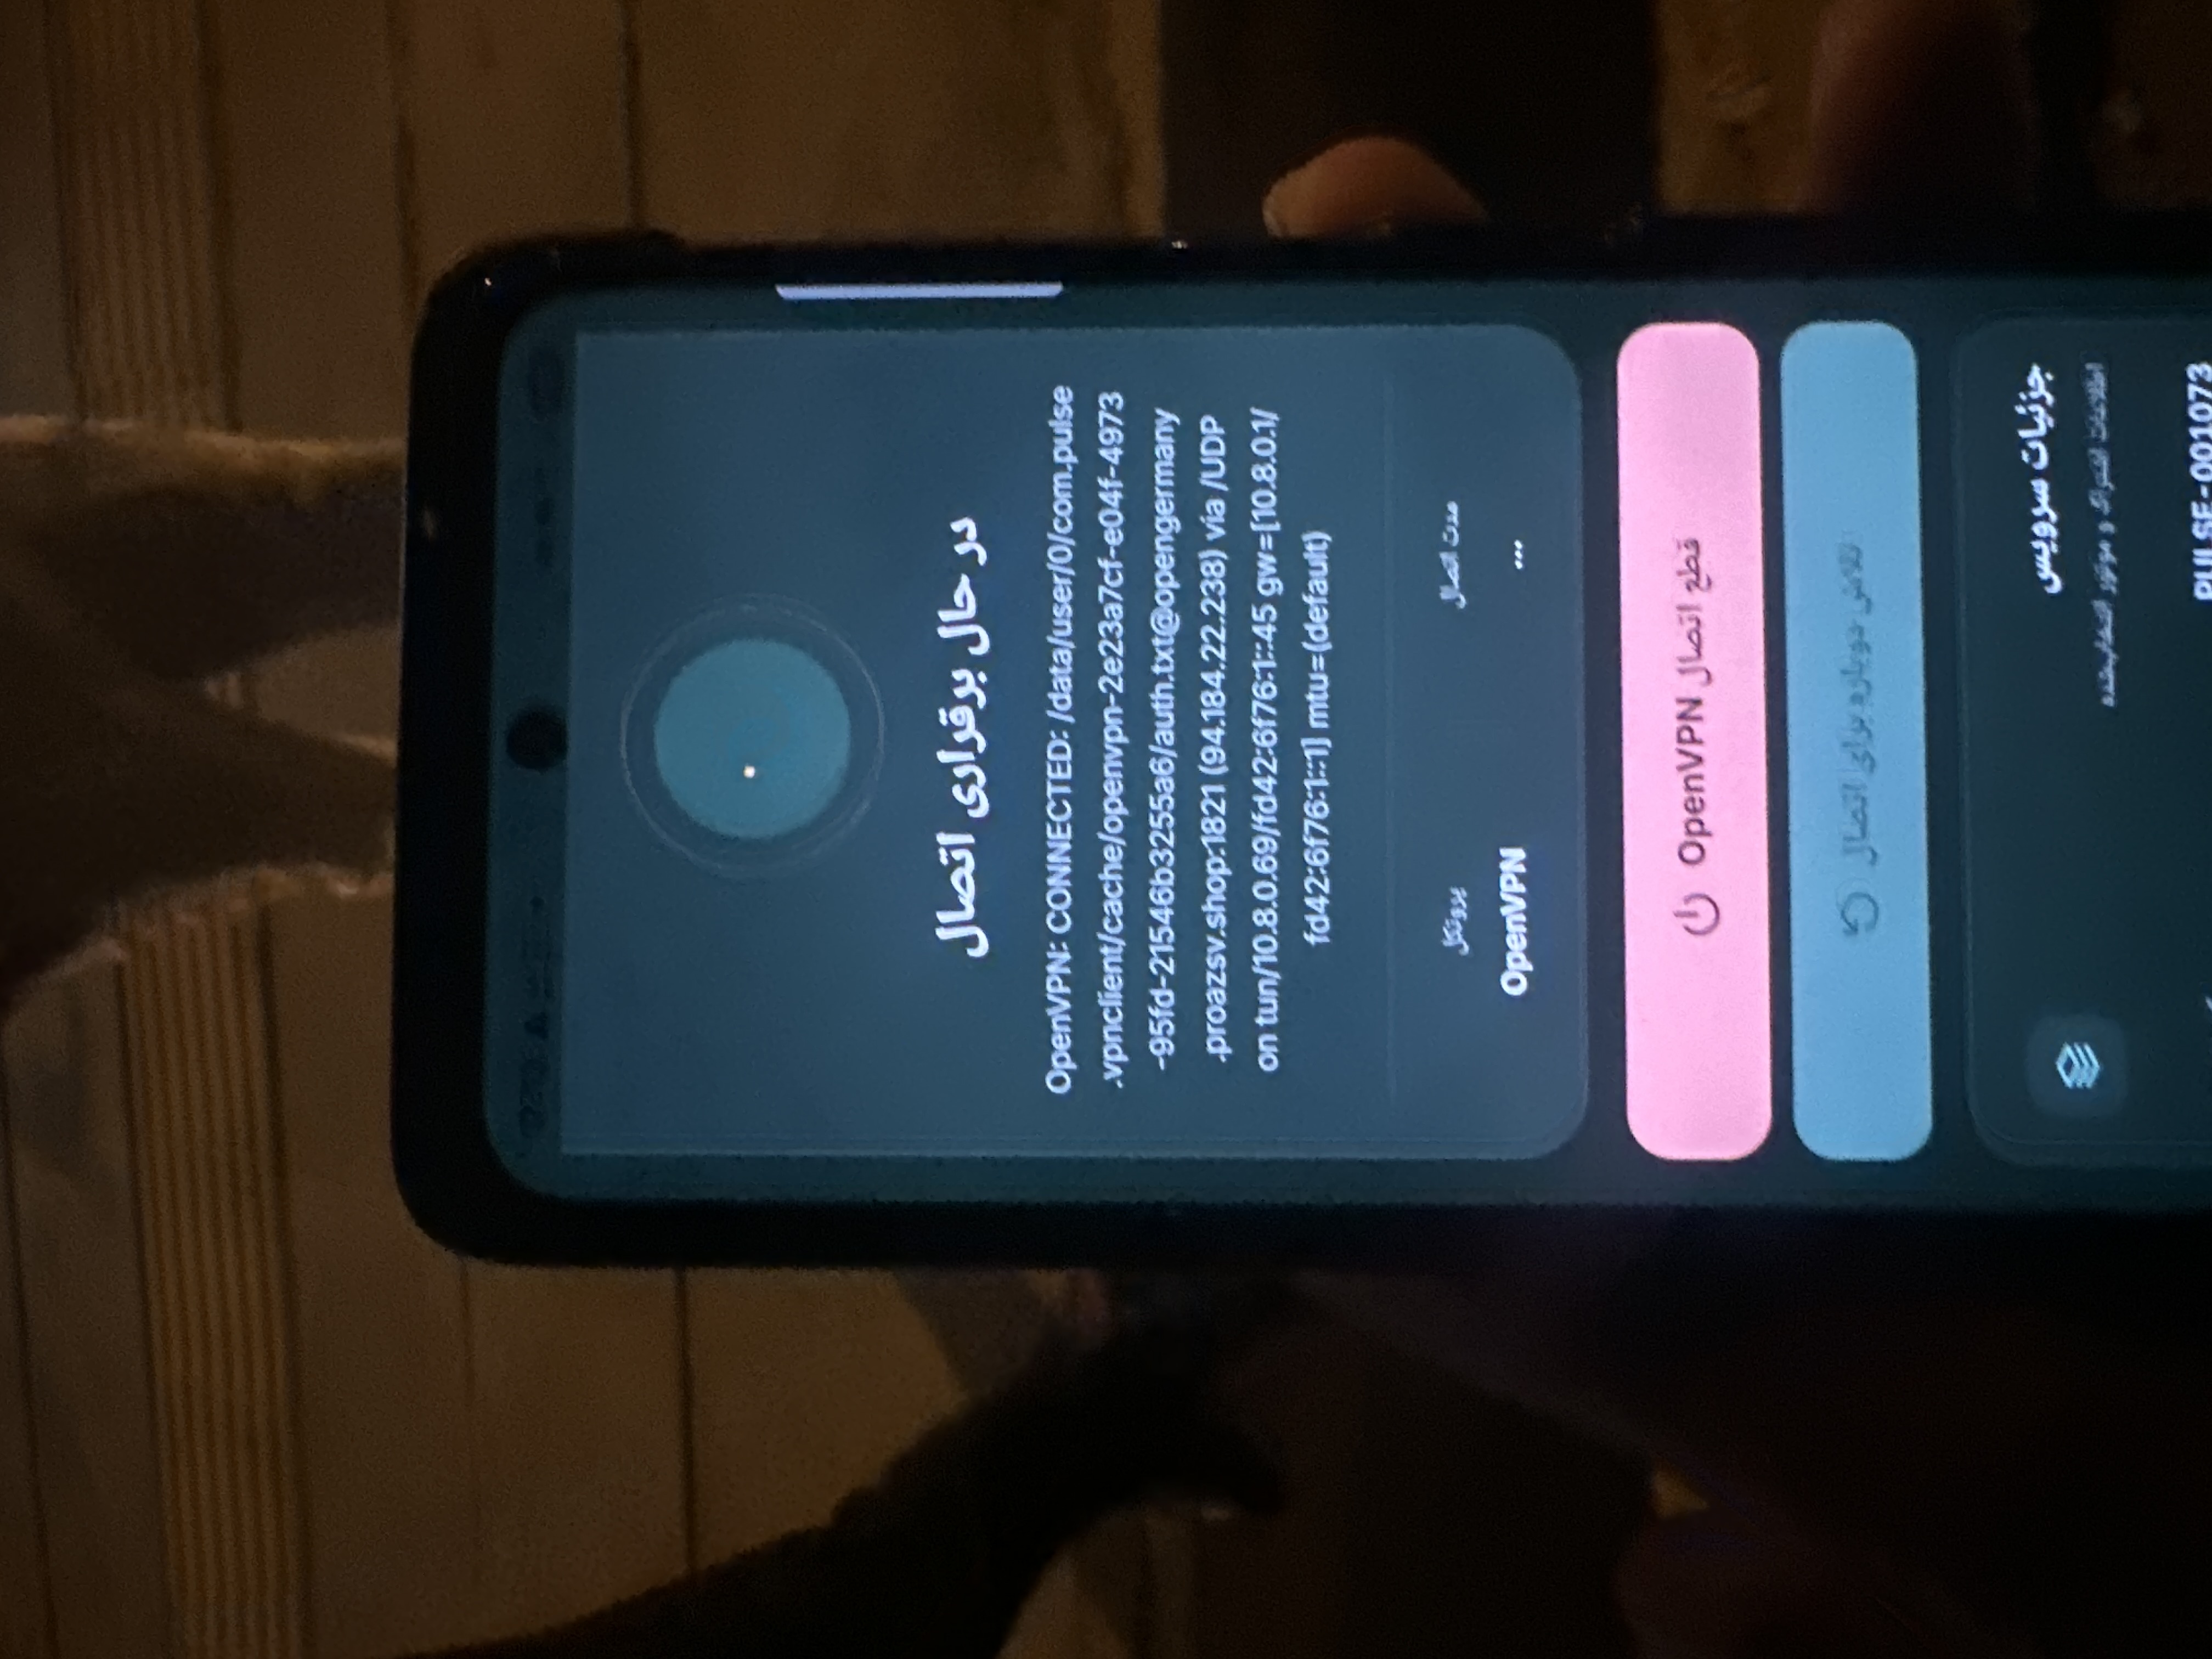 در حال برقراری اتصال
OpenVPN: CONNECTED: /data/user/0/com.pulse
.vpnclient/cache/openvpn-2e23a7cf-e04f-4973
-95fd-21546b3255a6/auth.txt@opengermany
.proazsv.shop:1821 (94.184.22.238) via /UDP
on tun/10.8.0.69/fd42:6f76:1::45 gw=[10.8.0.1/
fd42:6f76:1::1] mtu=(default)
مدت اتصال
...
پروتکل
OpenVPN
قطع اتصال OpenVPN
تلاش دوباره برای اتصال
جزئیات سرویس
اطلاعات اشتراک و موتور انتخاب‌شده
PULSE-001073